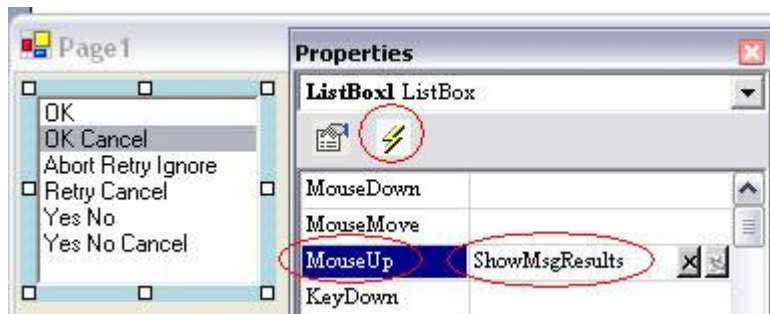 Page1
OK
OK Cancel
Abort Retry Ignore
Retry Cancel
Yes No
Yes No Cancel
Properties
ListBox1 ListBox
MouseDown
MouseMove
MouseUp ShowMsgResults
KeyDown